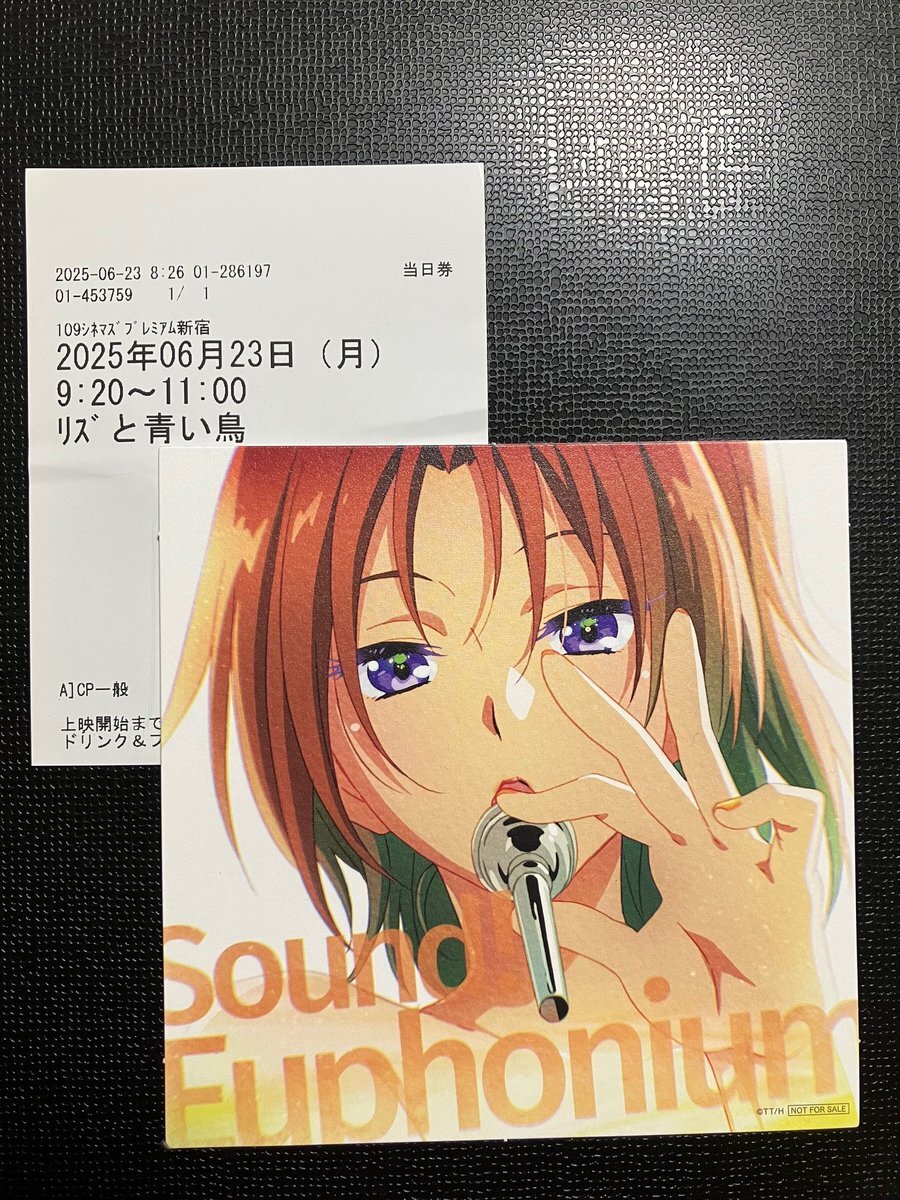 2025-06-23 8:26 01-286197 当日券
01-453759 1/ 1
109ｼﾈﾏｽﾞﾌﾟﾚﾐｱﾑ新宿
2025年06月23日（月）
9:20～11:00
ﾘｽﾞと青い鳥
A]CP一般
上映開始まで
ドリンク＆フ
Sound!
Euphonium
©TT/H NOT FOR SALE